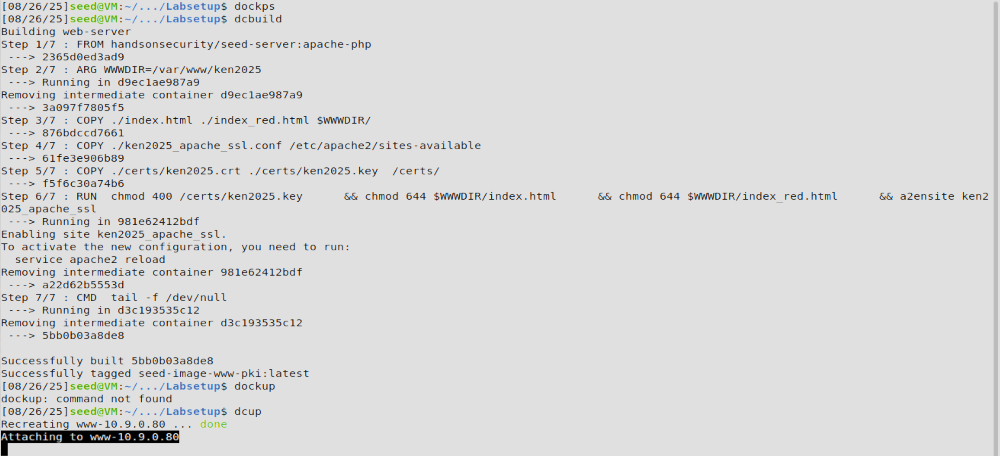 [08/26/25]seed@VM:~/.../Labsetup$ dockps
[08/26/25]seed@VM:~/.../Labsetup$ dcbuild
Building web-server
Step 1/7 : FROM handsonsecurity/seed-server:apache-php
 ---> 2365d0ed3ad9
Step 2/7 : ARG WWWDIR=/var/www/ken2025
 ---> Running in d9ec1ae987a9
Removing intermediate container d9ec1ae987a9
 ---> 3a097f7805f5
Step 3/7 : COPY ./index.html ./index_red.html $WWWDIR/
 ---> 876bdccd7661
Step 4/7 : COPY ./ken2025_apache_ssl.conf /etc/apache2/sites-available
 ---> 61fe3e906b89
Step 5/7 : COPY ./certs/ken2025.crt ./certs/ken2025.key  /certs/
 ---> f5f6c30a74b6
Step 6/7 : RUN  chmod 400 /certs/ken2025.key      && chmod 644 $WWWDIR/index.html      && chmod 644 $WWWDIR/index_red.html      && a2ensite ken2
025_apache_ssl
 ---> Running in 981e62412bdf
Enabling site ken2025_apache_ssl.
To activate the new configuration, you need to run:
  service apache2 reload
Removing intermediate container 981e62412bdf
 ---> a22d62b5553d
Step 7/7 : CMD  tail -f /dev/null
 ---> Running in d3c193535c12
Removing intermediate container d3c193535c12
 ---> 5bb0b03a8de8

Successfully built 5bb0b03a8de8
Successfully tagged seed-image-www-pki:latest
[08/26/25]seed@VM:~/.../Labsetup$ dockup
dockup: command not found
[08/26/25]seed@VM:~/.../Labsetup$ dcup
Recreating www-10.9.0.80 ... done
Attaching to www-10.9.0.80